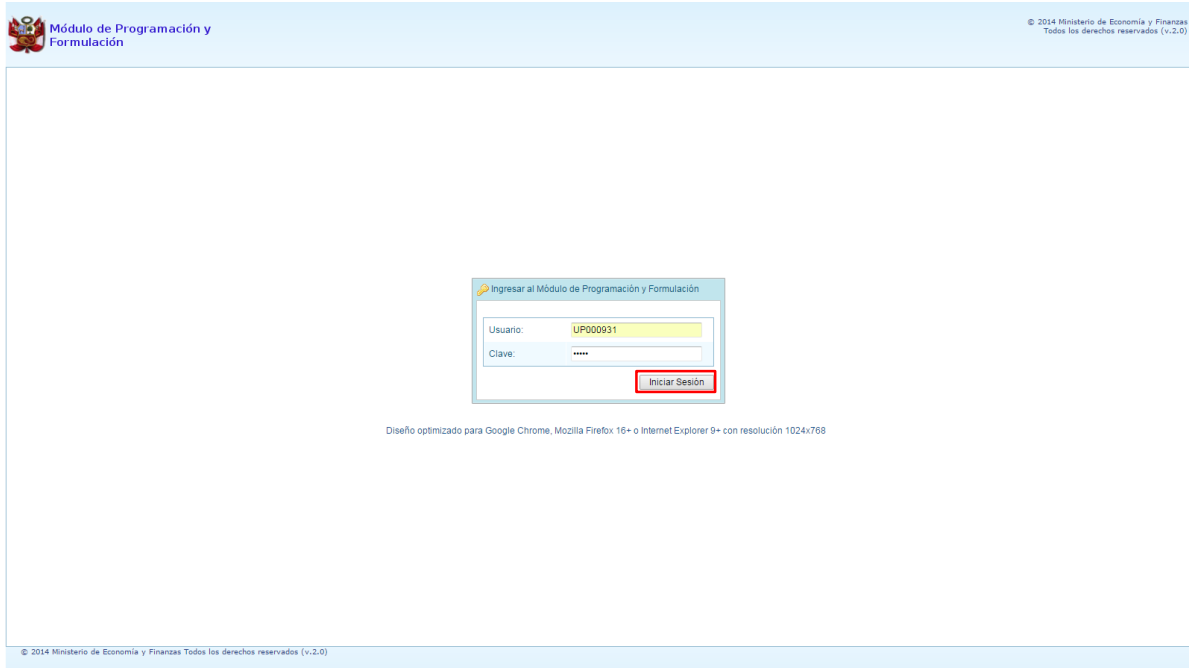 Módulo de Programación y
Formulación
© 2014 Ministerio de Economía y Finanzas
Todos los derechos reservados (v.2.0)
Ingresar al Módulo de Programación y Formulación
Usuario: UP000931
Clave: •••••
Iniciar Sesión
Diseño optimizado para Google Chrome, Mozilla Firefox 16+ o Internet Explorer 9+ con resolución 1024x768
© 2014 Ministerio de Economía y Finanzas Todos los derechos reservados (v.2.0)